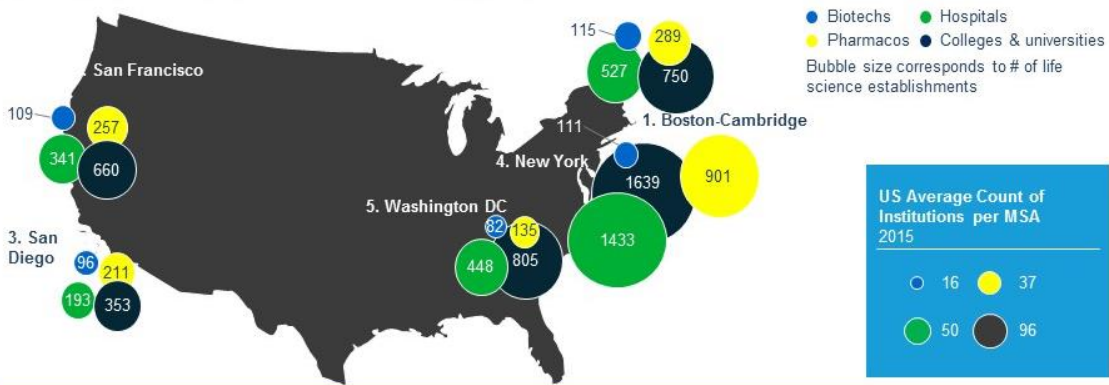 Biotechs
Hospitals
Pharmacos
Colleges & universities
Bubble size corresponds to # of life
science establishments
115
289
527
750
San Francisco
109
257
341
660
1. Boston-Cambridge
111
4. New York
1639
901
1433
5. Washington DC
82
135
448
805
3. San
Diego
96
211
193
353
US Average Count of
Institutions per MSA
2015
16
37
50
96